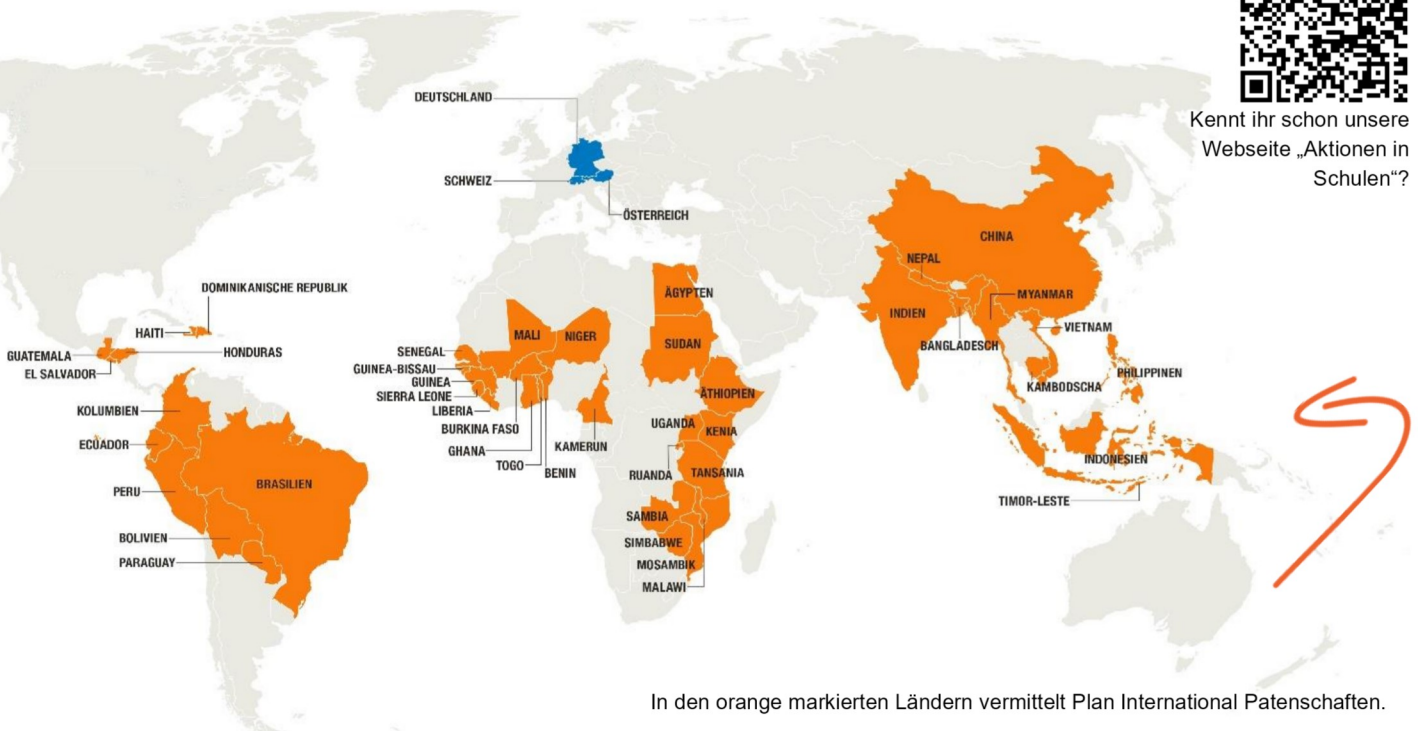 Kennt ihr schon unsere
Webseite „Aktionen in
Schulen“?
DEUTSCHLAND
SCHWEIZ
ÖSTERREICH
DOMINIKANISCHE REPUBLIK
HAITI
GUATEMALA
HONDURAS
EL SALVADOR
KOLUMBIEN
ECUADOR
BRASILIEN
PERU
BOLIVIEN
PARAGUAY
ÄGYPTEN
MALI
NIGER
SUDAN
SENEGAL
GUINEA-BISSAU
GUINEA
SIERRA LEONE
LIBERIA
BURKINA FASO
GHANA
TOGO
BENIN
KAMERUN
ÄTHIOPIEN
UGANDA
KENIA
RUANDA
TANSANIA
SAMBIA
SIMBABWE
MOSAMBIK
MALAWI
CHINA
NEPAL
MYANMAR
INDIEN
VIETNAM
BANGLADESCH
PHILIPPINEN
KAMBODSCHA
INDONESIEN
TIMOR-LESTE
In den orange markierten Ländern vermittelt Plan International Patenschaften.